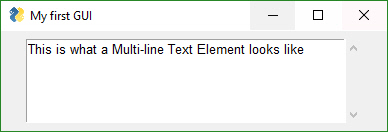 My first GUI
This is what a Multi-line Text Element looks like